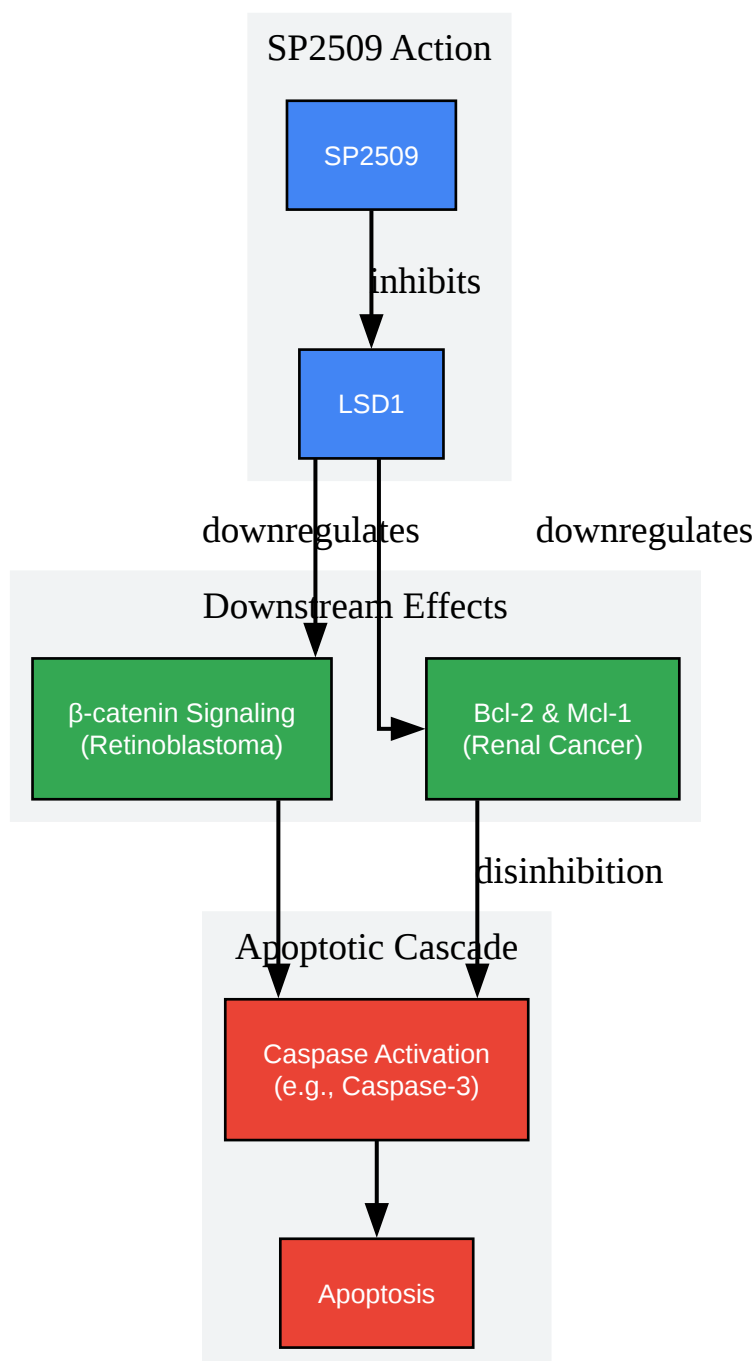 SP2509 Action
SP2509
inhibits
LSD1
downregulates
downregulates
Downstream Effects
β-catenin Signaling
(Retinoblastoma)
Bcl-2 & Mcl-1
(Renal Cancer)
disinhibition
Apoptotic Cascade
Caspase Activation
(e.g., Caspase-3)
Apoptosis